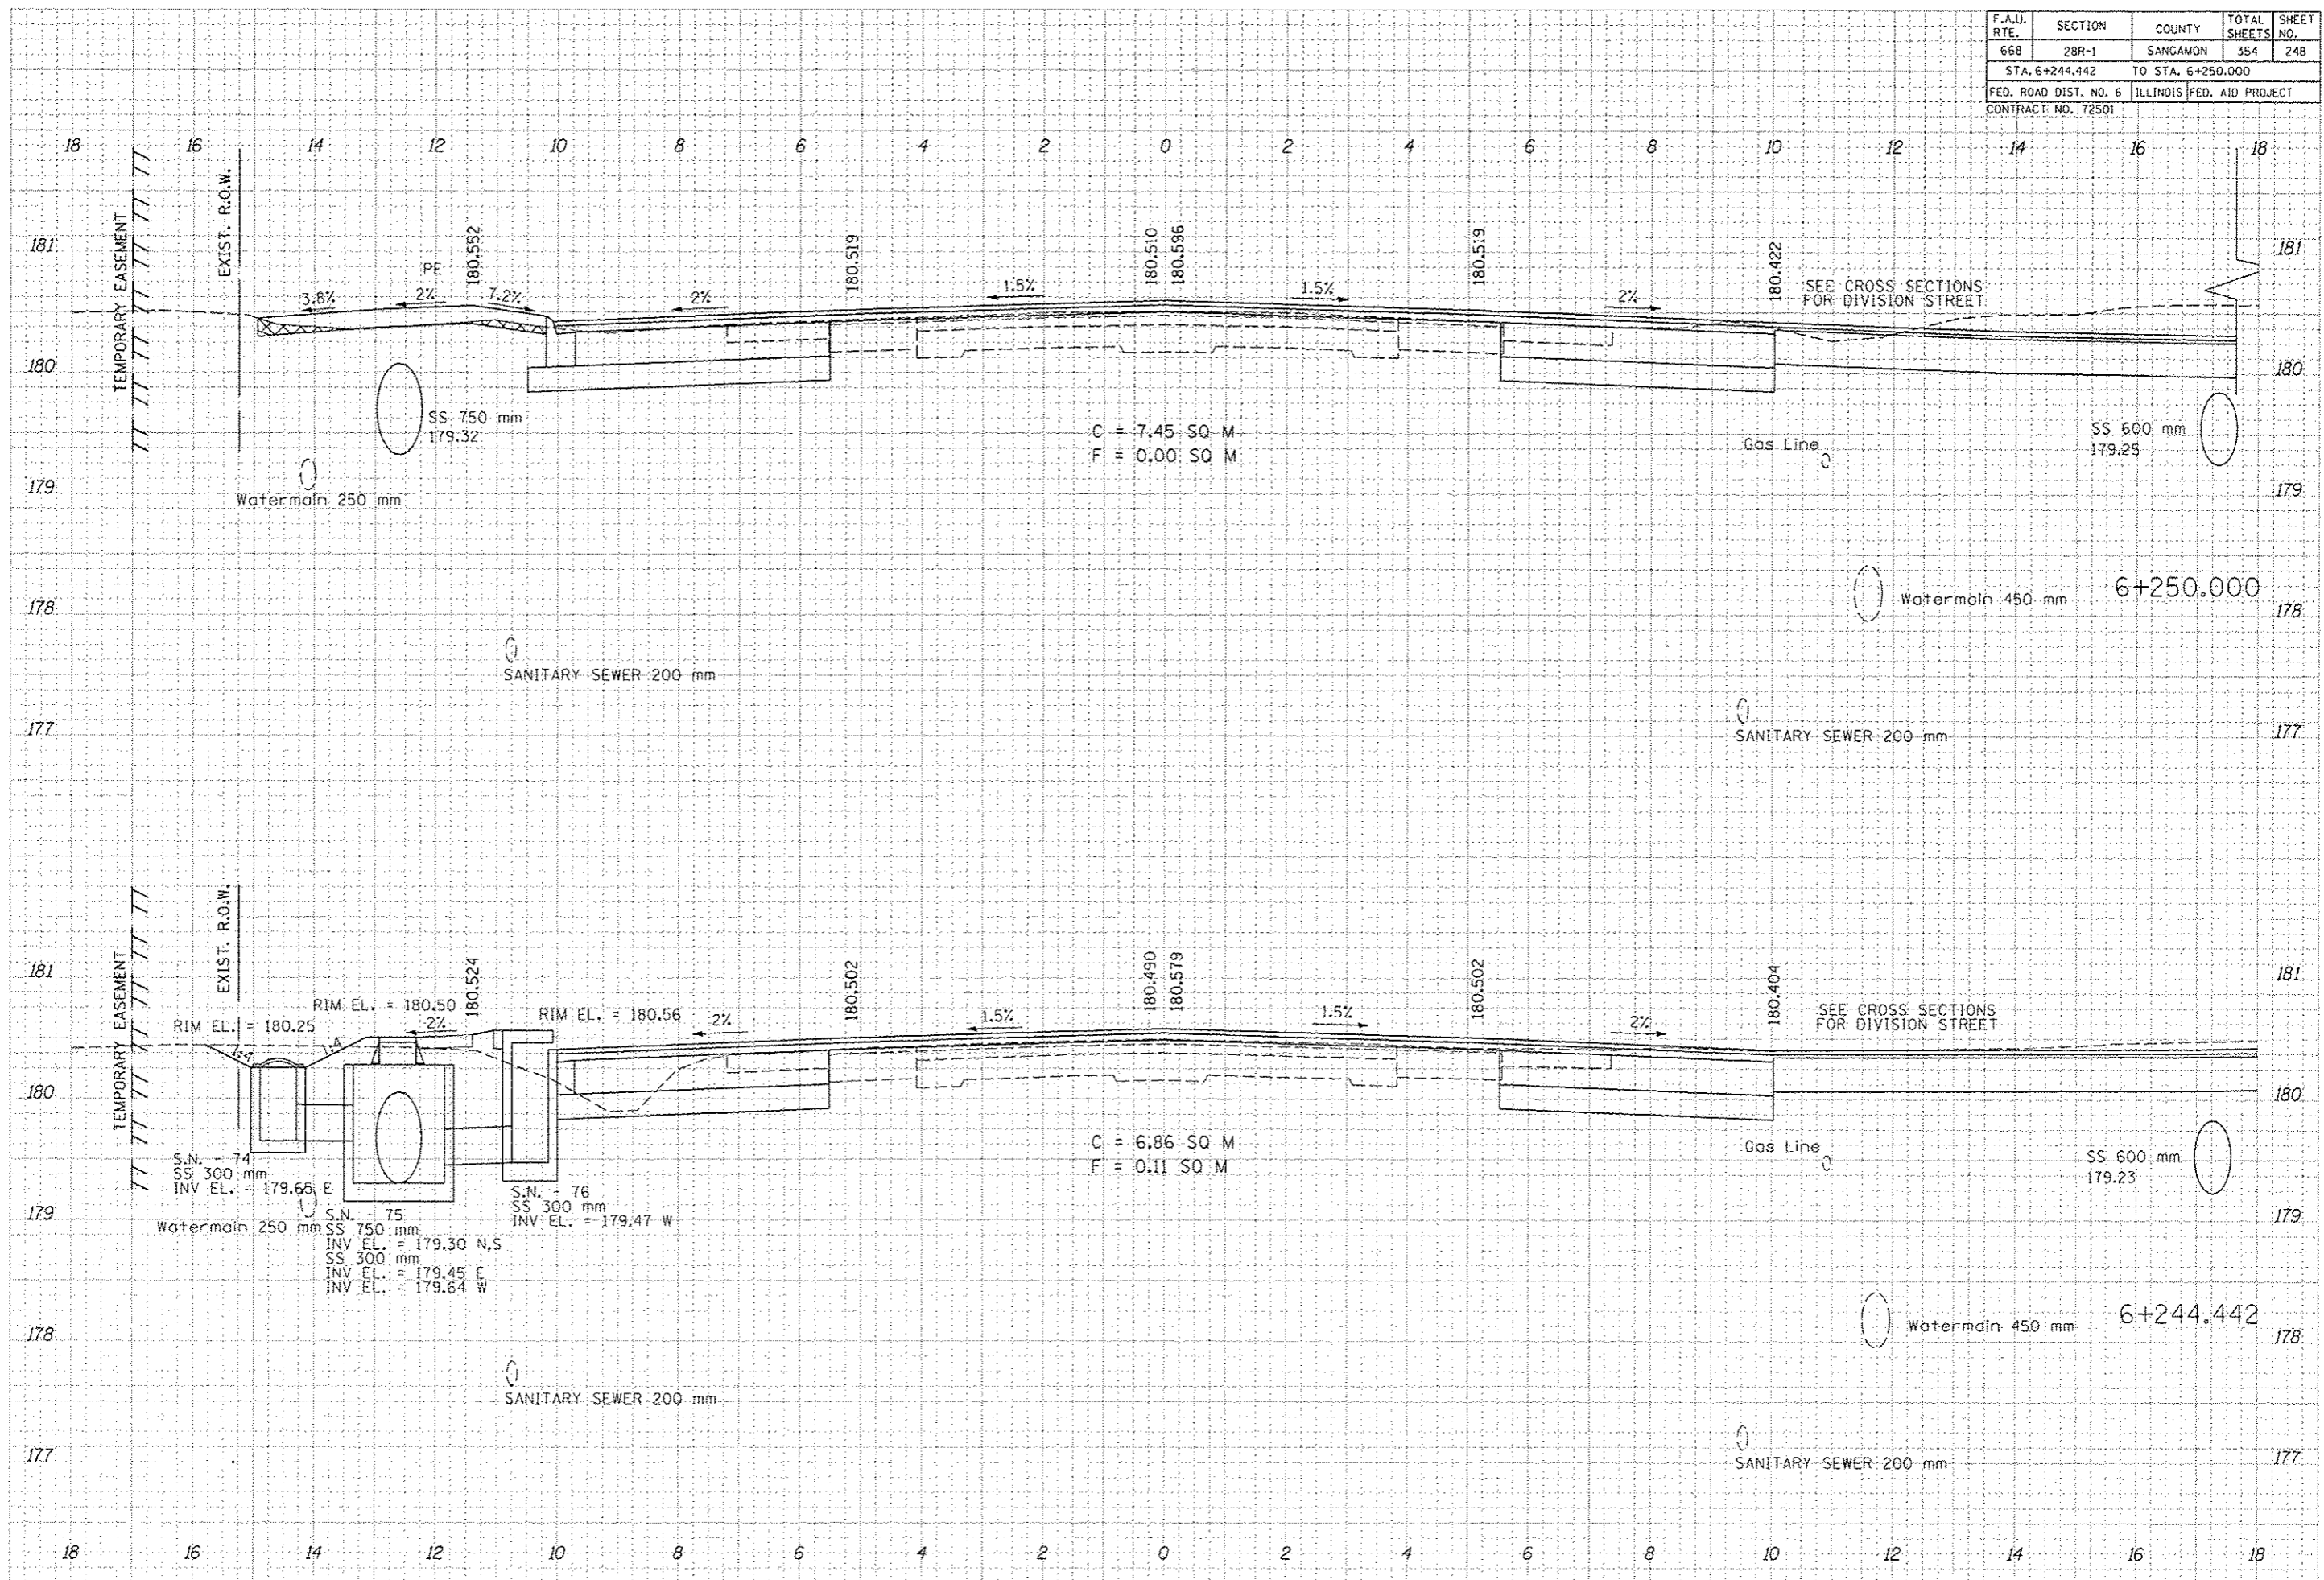 F.A.U. RTE. SECTION COUNTY TOTAL SHEETS SHEET NO.
668 28R-1 SANGAMON 354 248
STA. 6+244.442 TO STA. 6+250.000
FED. ROAD DIST. NO. 6 ILLINOIS FED. AID PROJECT
CONTRACT NO. 72501
18 16 14 12 10 8 6 4 2 0 2 4 6 8 10 12 14 16 18
TEMPORARY EASEMENT
EXIST. R.O.W.
181 181
180.552
180.519
180.510
180.596
180.519
180.422
PE
3.8% 2% 7.2% 2% 1.5% 1.5% 2%
SEE CROSS SECTIONS
FOR DIVISION STREET
180 180
SS 750 mm
179.32
C = 7.45 SQ M
F = 0.00 SQ M
Gas Line
SS 600 mm
179.25
179 179
Watermain 250 mm
Watermain 450 mm
6+250.000
178 178
SANITARY SEWER 200 mm
SANITARY SEWER 200 mm
177 177
TEMPORARY EASEMENT
EXIST. R.O.W.
181 181
180.524
180.502
180.490
180.579
180.502
180.404
RIM EL. = 180.25
RIM EL. = 180.50
RIM EL. = 180.56
1:4 1:4 2% 2% 1.5% 1.5% 2%
SEE CROSS SECTIONS
FOR DIVISION STREET
180 180
C = 6.86 SQ M
F = 0.11 SQ M
Gas Line
SS 600 mm
179.23
S.N. - 74
SS 300 mm
INV EL. = 179.65 E
Watermain 250 mm
S.N. - 75
SS 750 mm
INV EL. = 179.30 N,S
SS 300 mm
INV EL. = 179.45 E
INV EL. = 179.64 W
S.N. - 76
SS 300 mm
INV EL. = 179.47 W
179 179
Watermain 450 mm
6+244.442
178 178
SANITARY SEWER 200 mm
SANITARY SEWER 200 mm
177 177
18 16 14 12 10 8 6 4 2 0 2 4 6 8 10 12 14 16 18